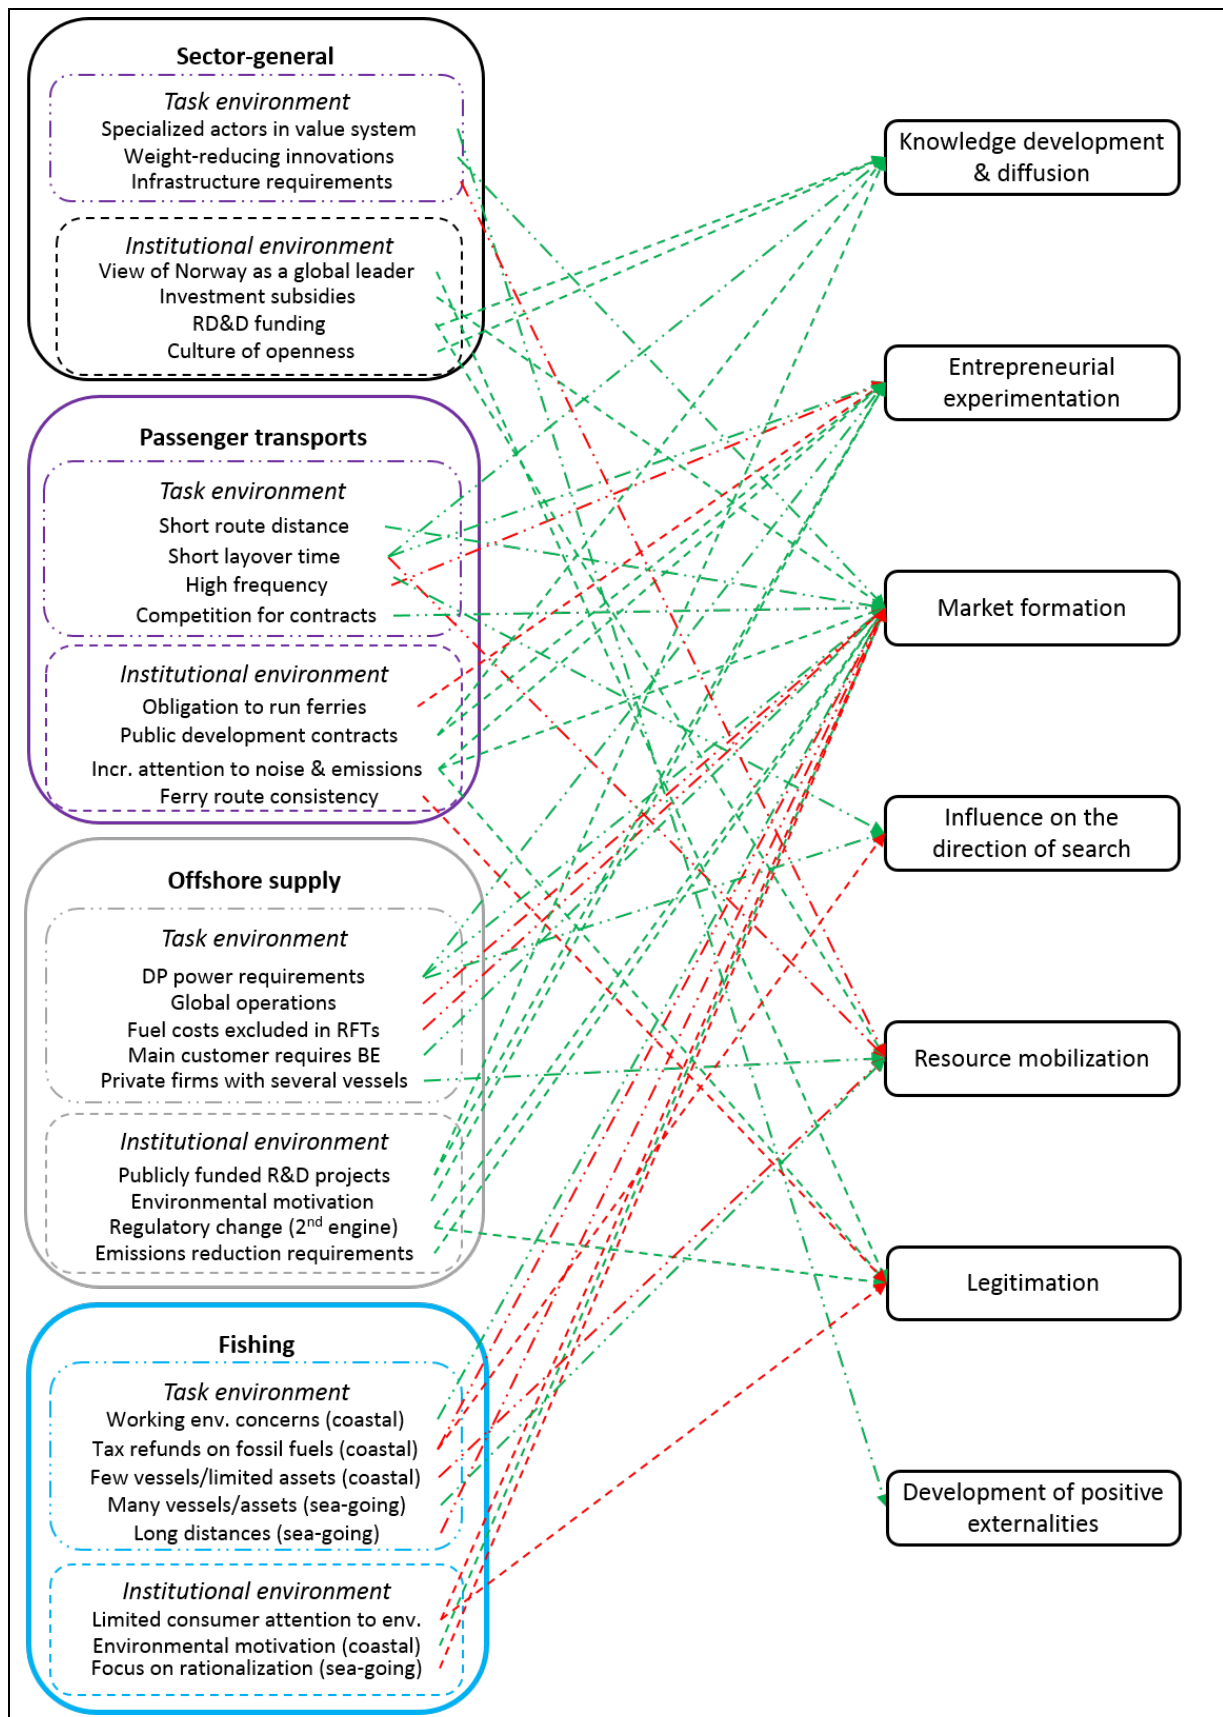 Sector-general
Task environment
Specialized actors in value system
Weight-reducing innovations
Infrastructure requirements
Institutional environment
View of Norway as a global leader
Investment subsidies
RD&D funding
Culture of openness
Passenger transports
Task environment
Short route distance
Short layover time
High frequency
Competition for contracts
Institutional environment
Obligation to run ferries
Public development contracts
Incr. attention to noise & emissions
Ferry route consistency
Offshore supply
Task environment
DP power requirements
Global operations
Fuel costs excluded in RFTs
Main customer requires BE
Private firms with several vessels
Institutional environment
Publicly funded R&D projects
Environmental motivation
Regulatory change (2nd engine)
Emissions reduction requirements
Fishing
Task environment
Working env. concerns (coastal)
Tax refunds on fossil fuels (coastal)
Few vessels/limited assets (coastal)
Many vessels/assets (sea-going)
Long distances (sea-going)
Institutional environment
Limited consumer attention to env.
Environmental motivation (coastal)
Focus on rationalization (sea-going)
Knowledge development
& diffusion
Entrepreneurial
experimentation
Market formation
Influence on the
direction of search
Resource mobilization
Legitimation
Development of positive
externalities